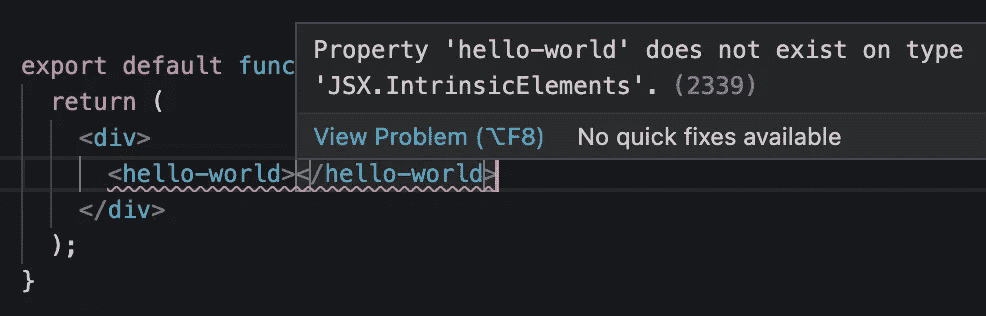 Property 'hello-world' does not exist on type
'JSX.IntrinsicElements'. (2339)
View Problem (⌥F8) No quick fixes available
export default func
return (
<div>
<hello-world></hello-world>
</div>
);
}